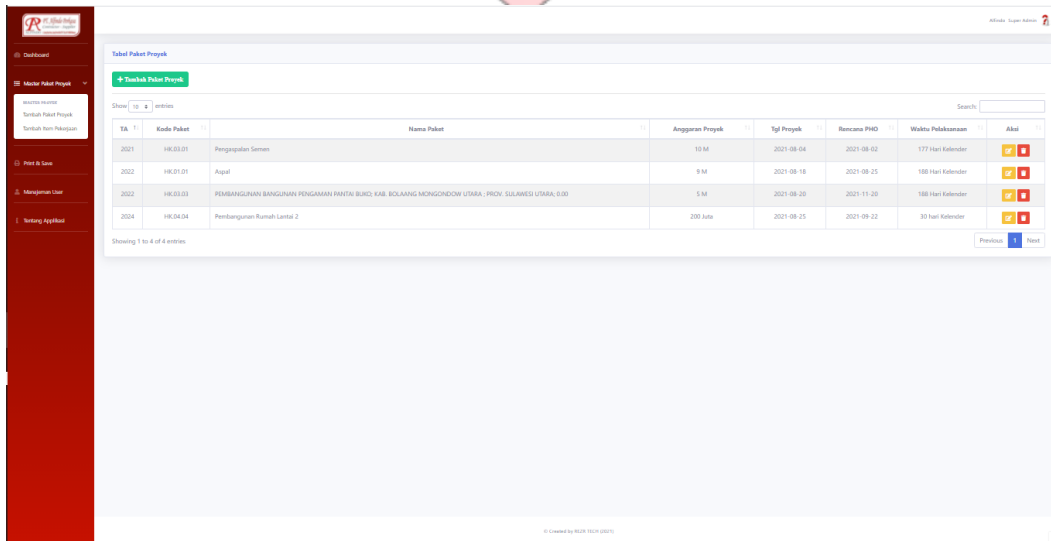 Alfredo Super Admin
Dashboard
Master Paket Proyek
Tambah Paket Proyek
Tambah Item Pekerjaan
Print & Save
Manajeman User
Tentang Appllikasi
Tabel Paket Proyek
+ Tambah Paket Proyek
Show 10 entries
Search:
TA Kode Paket Nama Paket Anggaran Proyek Tgl Proyek Rencana PHO Waktu Pelaksanaan Aksi
2021 HK.03.01 Pengaspalan Semen 10 M 2021-08-04 2021-08-02 177 Hari Kelender
2022 HK.01.01 Aspal 9 M 2021-08-18 2021-08-25 188 Hari Kelender
2022 HK.03.03 PEMBANGUNAN BANGUNAN PENGAMAN PANTAI BUKO; KAB. BOLAANG MONGONDOW UTARA ; PROV. SULAWESI UTARA; 0.00 5 M 2021-08-20 2021-11-20 188 Hari Kelender
2024 HK.04.04 Pembangunan Rumah Lantai 2 200 Juta 2021-08-25 2021-09-22 30 hari Kelender
Showing 1 to 4 of 4 entries
Previous 1 Next